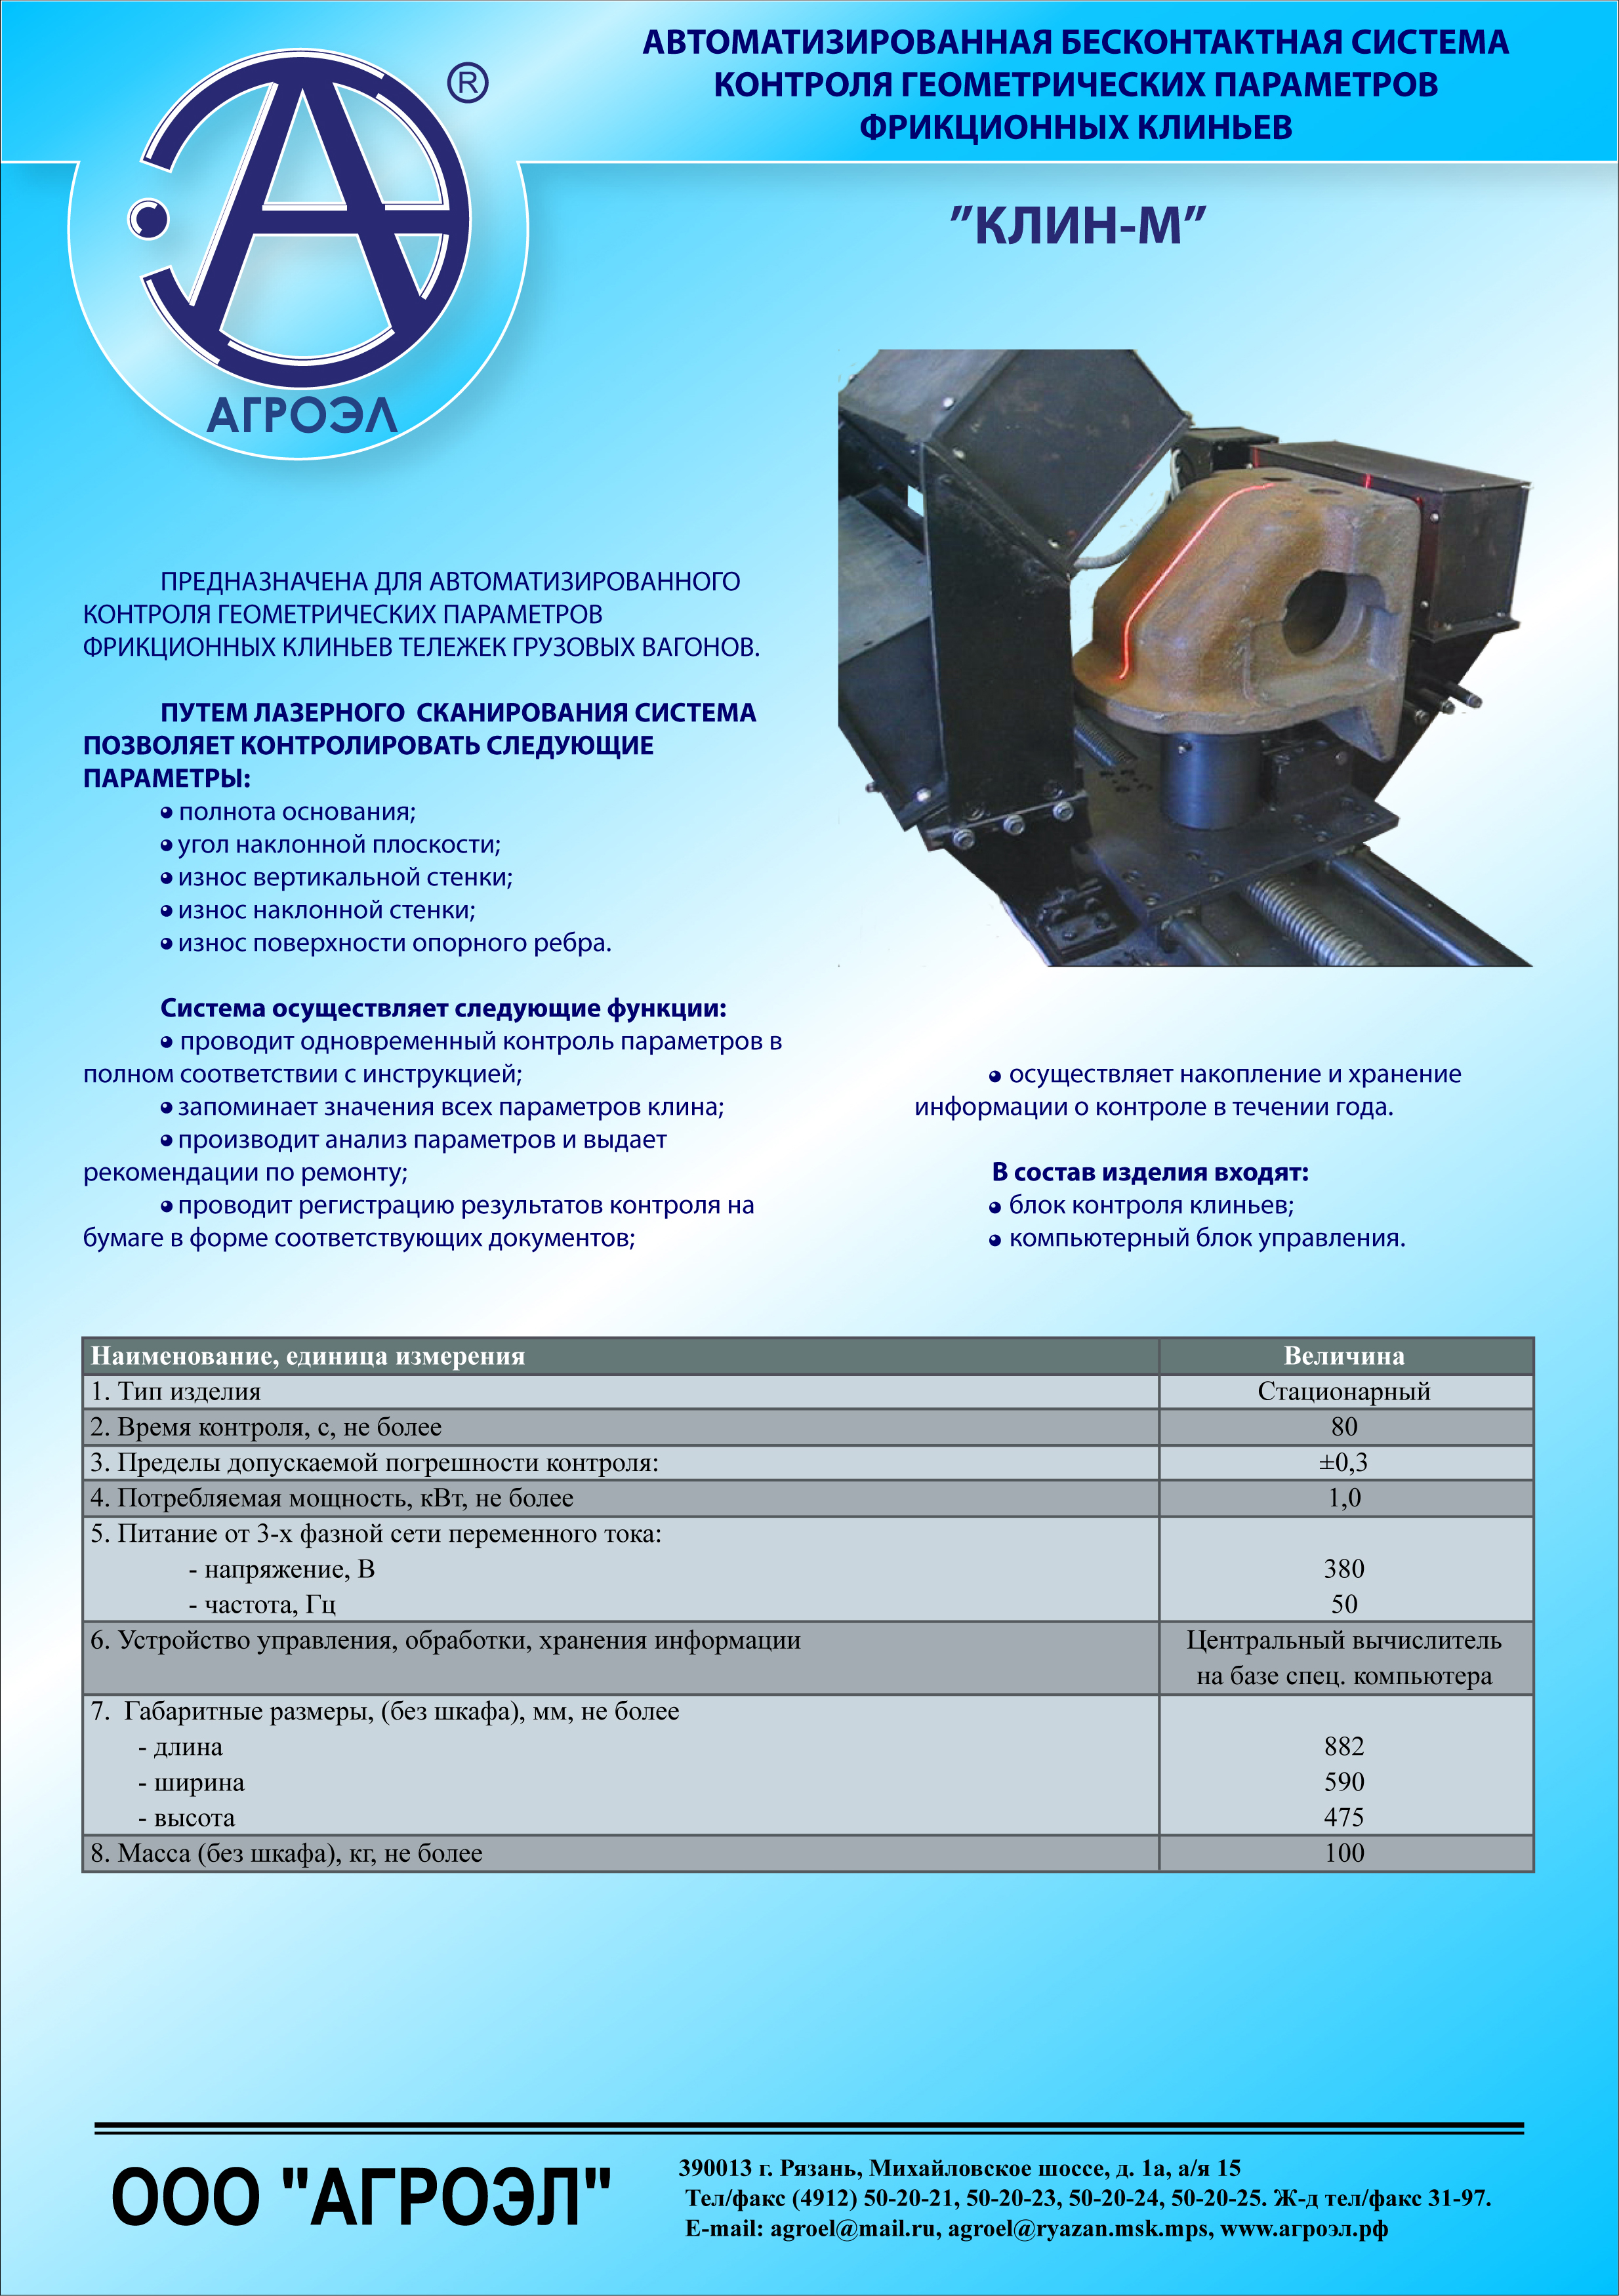 АВТОМАТИЗИРОВАННАЯ БЕСКОНТАКТНАЯ СИСТЕМА
КОНТРОЛЯ ГЕОМЕТРИЧЕСКИХ ПАРАМЕТРОВ
ФРИКЦИОННЫХ КЛИНЬЕВ
®
АГРОЭЛ
"КЛИН-М"
ПРЕДНАЗНАЧЕНА ДЛЯ АВТОМАТИЗИРОВАННОГО
КОНТРОЛЯ ГЕОМЕТРИЧЕСКИХ ПАРАМЕТРОВ
ФРИКЦИОННЫХ КЛИНЬЕВ ТЕЛЕЖЕК ГРУЗОВЫХ ВАГОНОВ.
ПУТЕМ ЛАЗЕРНОГО СКАНИРОВАНИЯ СИСТЕМА
ПОЗВОЛЯЕТ КОНТРОЛИРОВАТЬ СЛЕДУЮЩИЕ
ПАРАМЕТРЫ:
• полнота основания;
• угол наклонной плоскости;
• износ вертикальной стенки;
• износ наклонной стенки;
• износ поверхности опорного ребра.
Система осуществляет следующие функции:
• проводит одновременный контроль параметров в
полном соответствии с инструкцией;
• запоминает значения всех параметров клина;
• производит анализ параметров и выдает
рекомендации по ремонту;
• проводит регистрацию результатов контроля на
бумаге в форме соответствующих документов;
• осуществляет накопление и хранение
информации о контроле в течении года.
В состав изделия входят:
• блок контроля клиньев;
• компьютерный блок управления.
Наименование, единица измерения Величина
1. Тип изделия Стационарный
2. Время контроля, с, не более 80
3. Пределы допускаемой погрешности контроля: ±0,3
4. Потребляемая мощность, кВт, не более 1,0
5. Питание от 3-х фазной сети переменного тока:
- напряжение, В 380
- частота, Гц 50
6. Устройство управления, обработки, хранения информации Центральный вычислитель
на базе спец. компьютера
7. Габаритные размеры, (без шкафа), мм, не более
- длина 882
- ширина 590
- высота 475
8. Масса (без шкафа), кг, не более 100
ООО "АГРОЭЛ"
390013 г. Рязань, Михайловское шоссе, д. 1а, а/я 15
Тел/факс (4912) 50-20-21, 50-20-23, 50-20-24, 50-20-25. Ж-д тел/факс 31-97.
E-mail: agroel@mail.ru, agroel@ryazan.msk.mps, www.агроэл.рф